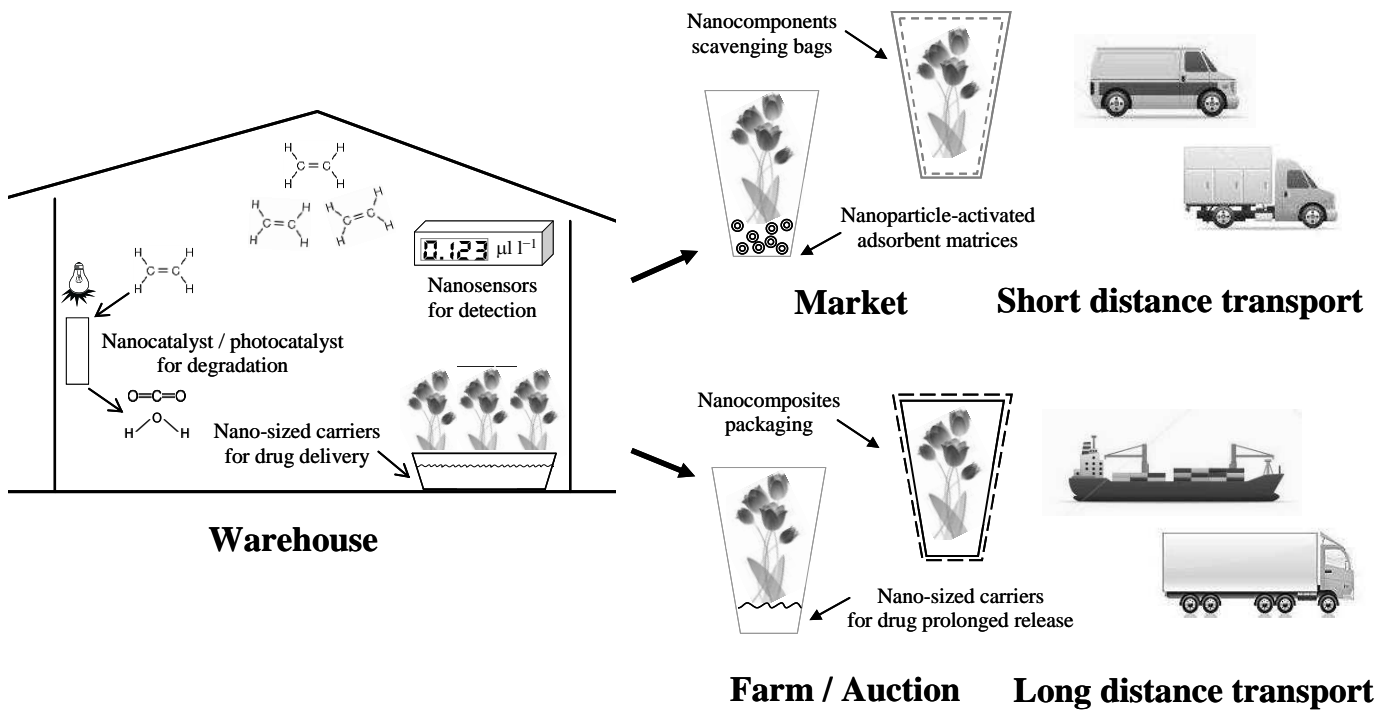 Nanocomponents
scavenging bags
H H
C=C
H H
H H
C=C
H H
H H
C=C
H H
0.123 µl l⁻¹
Nanosensors
for detection
H H
C=C
H H
Nanocatalyst / photocatalyst
for degradation
O=C=O
O
H H
Nano-sized carriers
for drug delivery
Warehouse
Nanoparticle-activated
adsorbent matrices
Market
Short distance transport
Nanocomposites
packaging
Nano-sized carriers
for drug prolonged release
Farm / Auction
Long distance transport